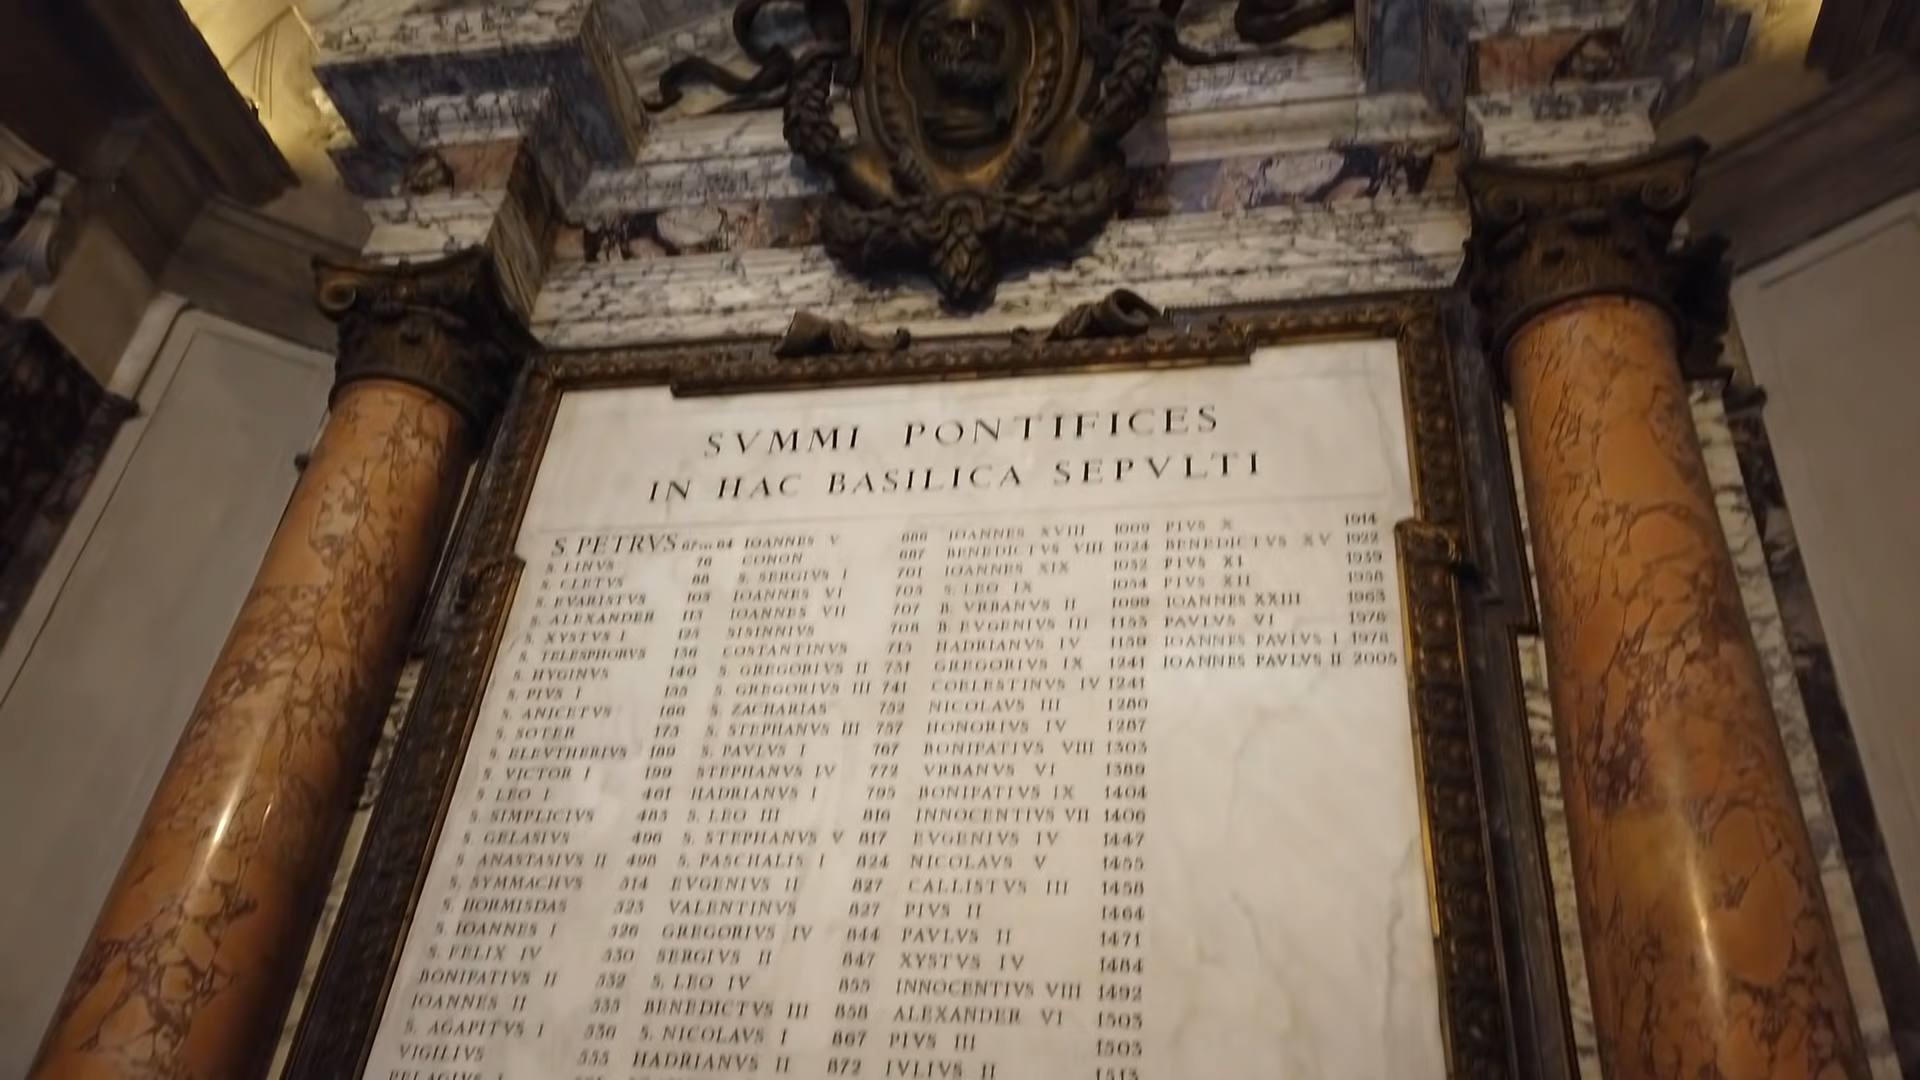 SVMMI PONTIFICES
IN HAC BASILICA SEPVLTI
S PETRVS 67 64
S. LINVS 76
S. CLETVS 88
S. EVARISTVS 105
S. ALEXANDER 115
S. XYSTVS I 125
S. TELESPHORVS 136
S. HYGINVS 140
S. PIVS I 155
S. ANICETVS 166
S. SOTER 175
S. ELEVTHERIVS 189
S. VICTOR I 199
S. LEO I 461
S. SIMPLICIVS 483
S. GELASIVS 496
S. ANASTASIVS II 498
S. SYMMACHVS 514
S. HORMISDAS 523
S. IOANNES I 526
S. FELIX IV 530
BONIFATIVS II 532
IOANNES II 535
S. AGAPITVS I 536
VIGILIVS 555
PELAGIVS I
IOANNES V 686
CONON 687
S. SERGIVS I 701
IOANNES VI 705
IOANNES VII 707
SISINNIVS 708
COSTANTINVS 715
S. GREGORIVS II 731
S. GREGORIVS III 741
S. ZACHARIAS 752
S. STEPHANVS III 757
S. PAVLVS I 767
STEPHANVS IV 772
HADRIANVS I 795
S. LEO III 816
S. STEPHANVS V 817
S. PASCHALIS I 824
EVGENIVS II 827
VALENTINVS 827
GREGORIVS IV 844
SERGIVS II 847
S. LEO IV 855
BENEDICTVS III 858
S. NICOLAVS I 867
HADRIANVS II 872
IOANNES XVIII 1009
BENEDICTVS VIII 1024
IOANNES XIX 1032
S. LEO IX 1054
B. VRBANVS II 1099
B. EVGENIVS III 1153
HADRIANVS IV 1159
GREGORIVS IX 1241
COELESTINVS IV 1241
NICOLAVS III 1280
HONORIVS IV 1287
BONIFATIVS VIII 1303
VRBANVS VI 1389
BONIFATIVS IX 1404
INNOCENTIVS VII 1406
EVGENIVS IV 1447
NICOLAVS V 1455
CALLISTVS III 1458
PIVS II 1464
PAVLVS II 1471
XYSTVS IV 1484
INNOCENTIVS VIII 1492
ALEXANDER VI 1503
PIVS III 1503
IVLIVS II 1513
PIVS X 1914
BENEDICTVS XV 1922
PIVS XI 1939
PIVS XII 1958
IOANNES XXIII 1963
PAVLVS VI 1978
IOANNES PAVLVS I 1978
IOANNES PAVLVS II 2005